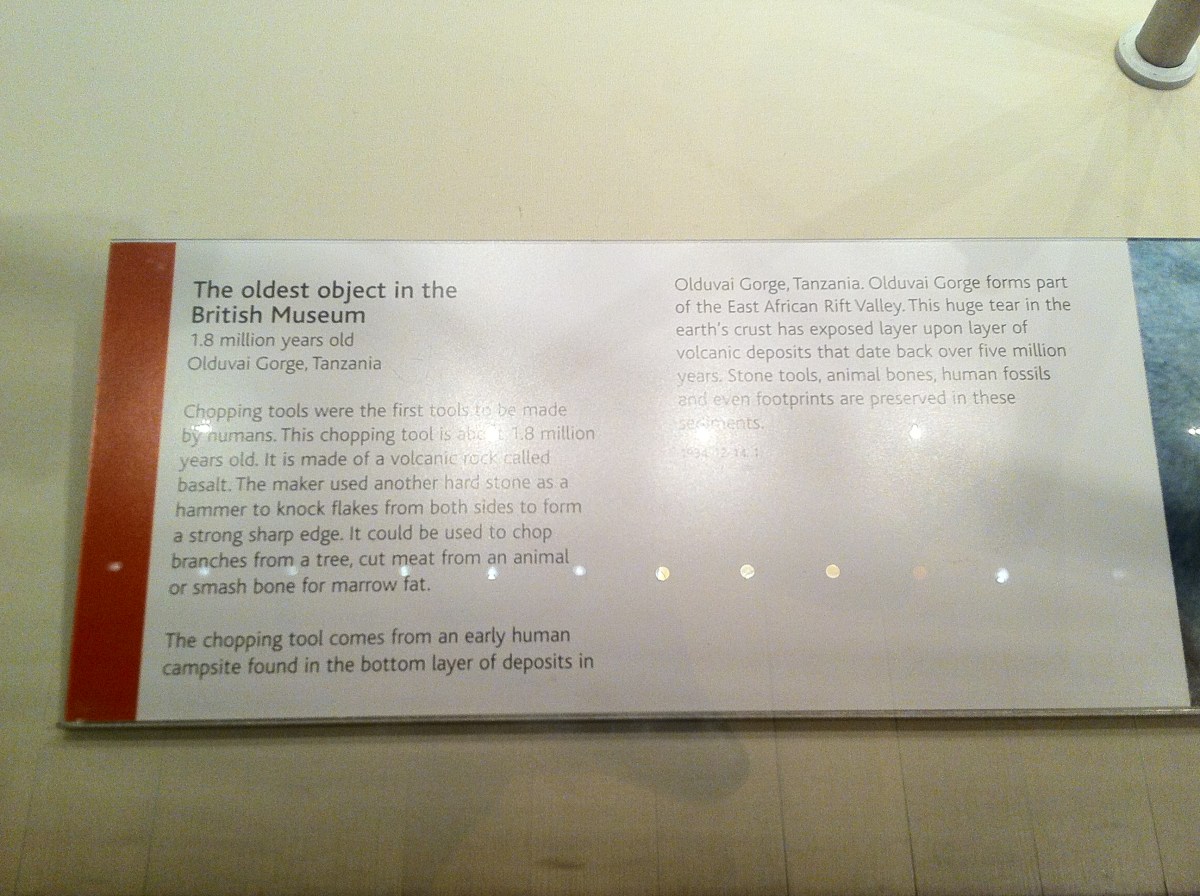 The oldest object in the
British Museum
1.8 million years old
Olduvai Gorge, Tanzania
Chopping tools were the first tools to be made
by humans. This chopping tool is about 1.8 million
years old. It is made of a volcanic rock called
basalt. The maker used another hard stone as a
hammer to knock flakes from both sides to form
a strong sharp edge. It could be used to chop
branches from a tree, cut meat from an animal
or smash bone for marrow fat.
The chopping tool comes from an early human
campsite found in the bottom layer of deposits in
Olduvai Gorge, Tanzania. Olduvai Gorge forms part
of the East African Rift Valley. This huge tear in the
earth's crust has exposed layer upon layer of
volcanic deposits that date back over five million
years. Stone tools, animal bones, human fossils
and even footprints are preserved in these
sediments.
1934, 12-14, 1